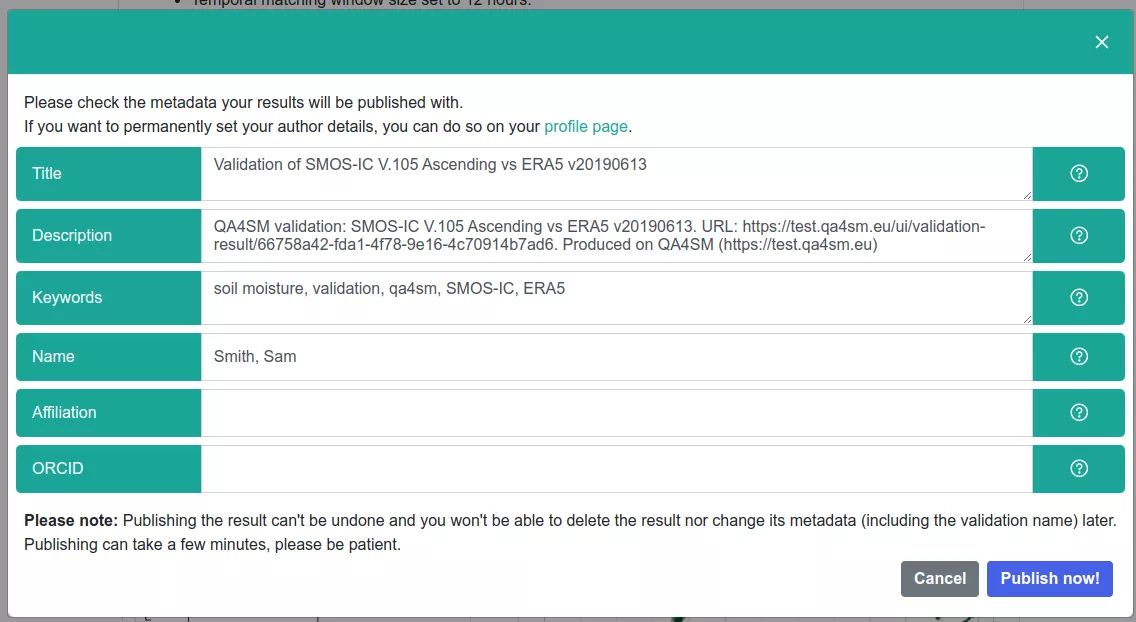 Temporal matching window size set to 12 hours.
Please check the metadata your results will be published with.
If you want to permanently set your author details, you can do so on your profile page.
Title
Validation of SMOS-IC V.105 Ascending vs ERA5 v20190613
Description
QA4SM validation: SMOS-IC V.105 Ascending vs ERA5 v20190613. URL: https://test.qa4sm.eu/ui/validation-
result/66758a42-fda1-4f78-9e16-4c70914b7ad6. Produced on QA4SM (https://test.qa4sm.eu)
Keywords
soil moisture, validation, qa4sm, SMOS-IC, ERA5
Name
Smith, Sam
Affiliation
ORCID
Please note: Publishing the result can't be undone and you won't be able to delete the result nor change its metadata (including the validation name) later.
Publishing can take a few minutes, please be patient.
Cancel
Publish now!